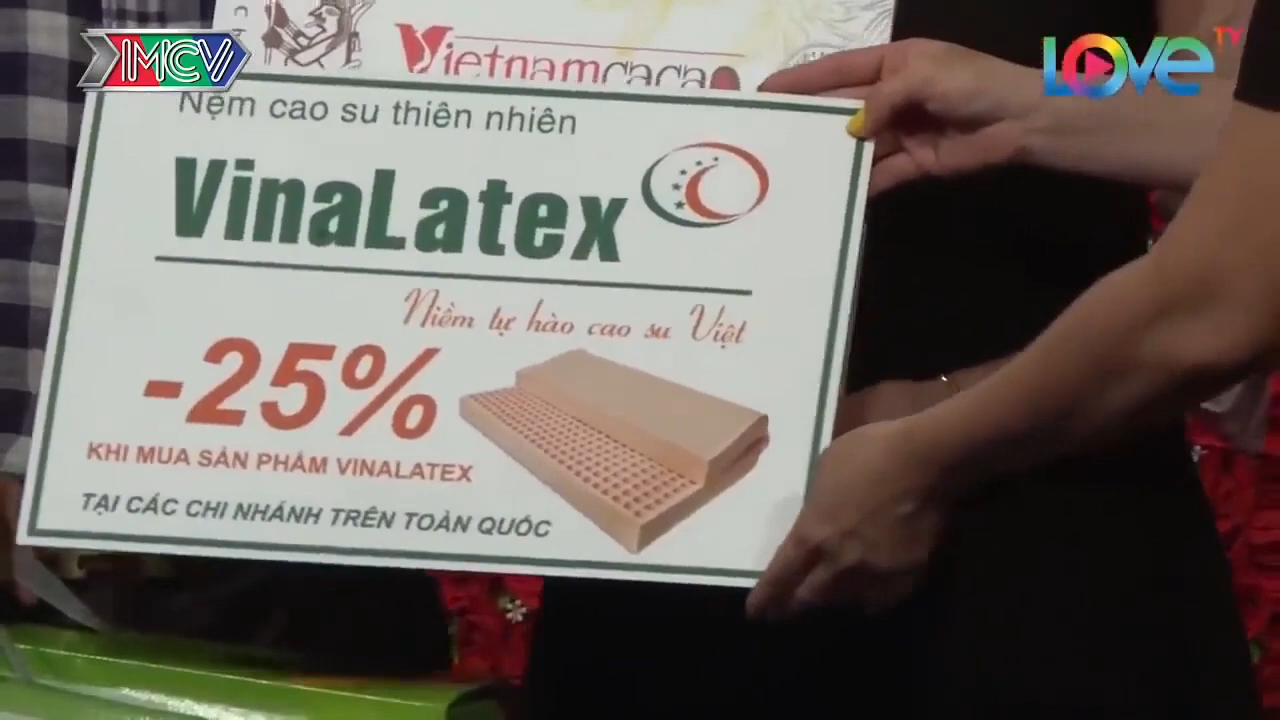 MCV
LOVE TV
Vietnamcacao
Nệm cao su thiên nhiên
VinaLatex
Niềm tự hào cao su Việt
-25%
KHI MUA SẢN PHẨM VINALATEX
TẠI CÁC CHI NHÁNH TRÊN TOÀN QUỐC